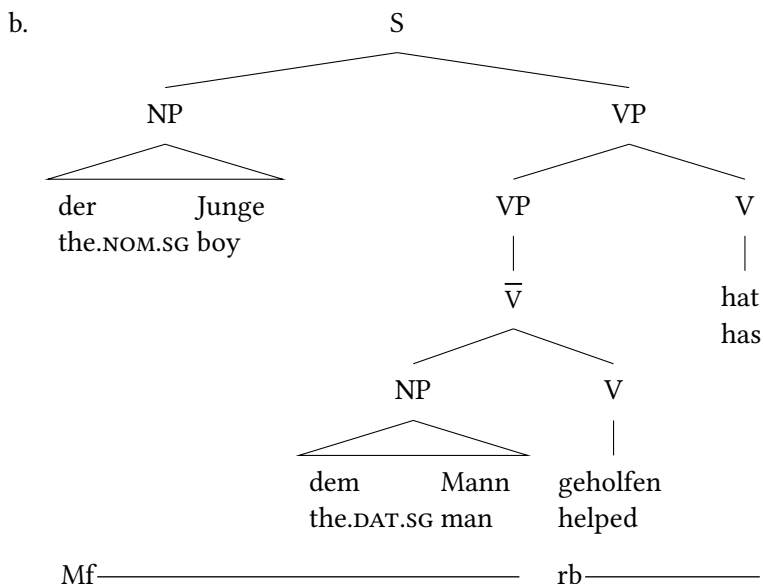 b. S
NP VP
der Junge VP V
the.NOM.SG boy
V̅ hat
has
NP V
dem Mann geholfen
the.DAT.SG man helped
Mf rb